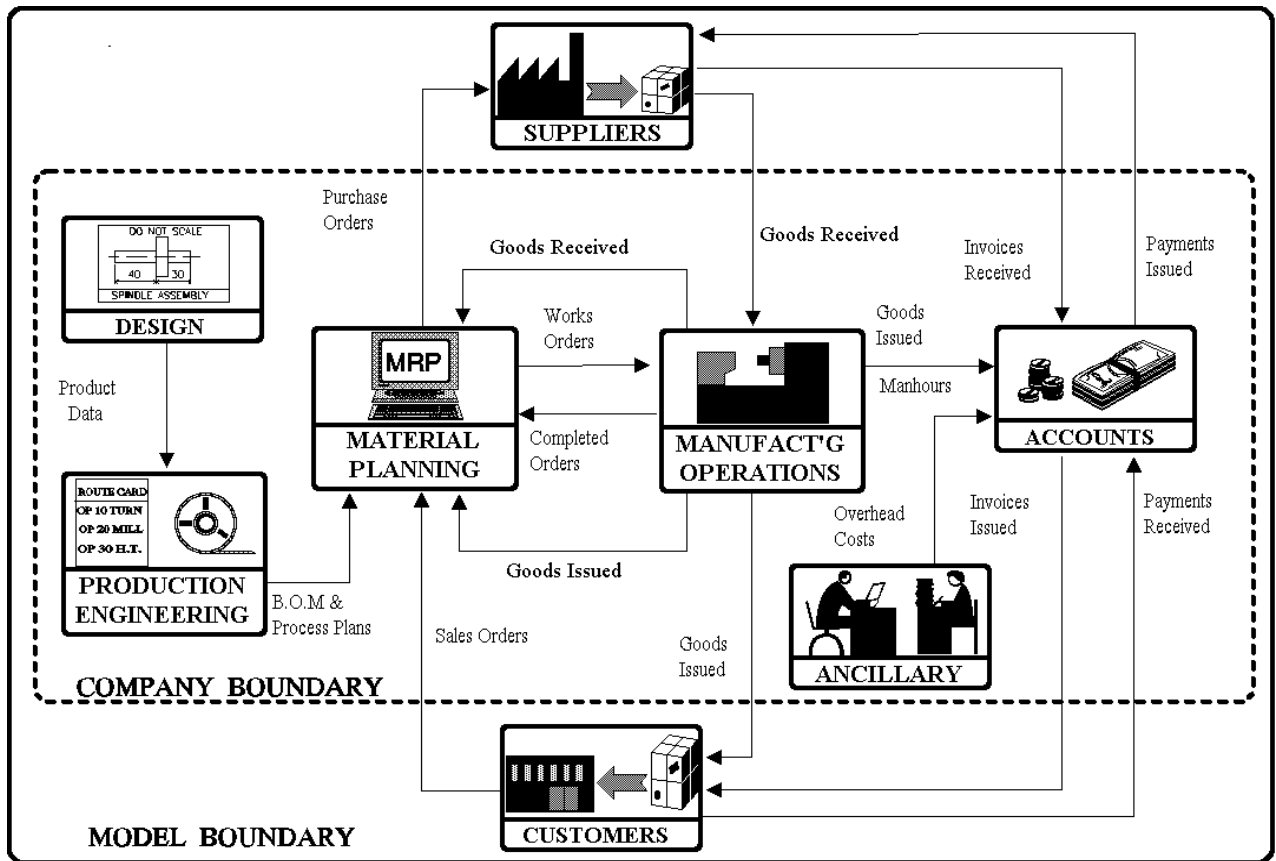 SUPPLIERS
Purchase
Orders
Goods Received
Goods Received
Invoices
Received
Payments
Issued
DO NOT SCALE
40
30
SPINDLE ASSEMBLY
DESIGN
Works
Orders
Goods
Issued
MRP
Manhours
Product
Data
MATERIAL
PLANNING
Completed
Orders
MANUFACT'G
OPERATIONS
ACCOUNTS
ROUTE CARD
OP 10 TURN
OP 20 MILL
OP 30 H.T.
PRODUCTION
ENGINEERING
B.O.M &
Process Plans
Goods Issued
Overhead
Costs
Invoices
Issued
Payments
Received
Sales Orders
Goods
Issued
ANCILLARY
COMPANY BOUNDARY
CUSTOMERS
MODEL BOUNDARY